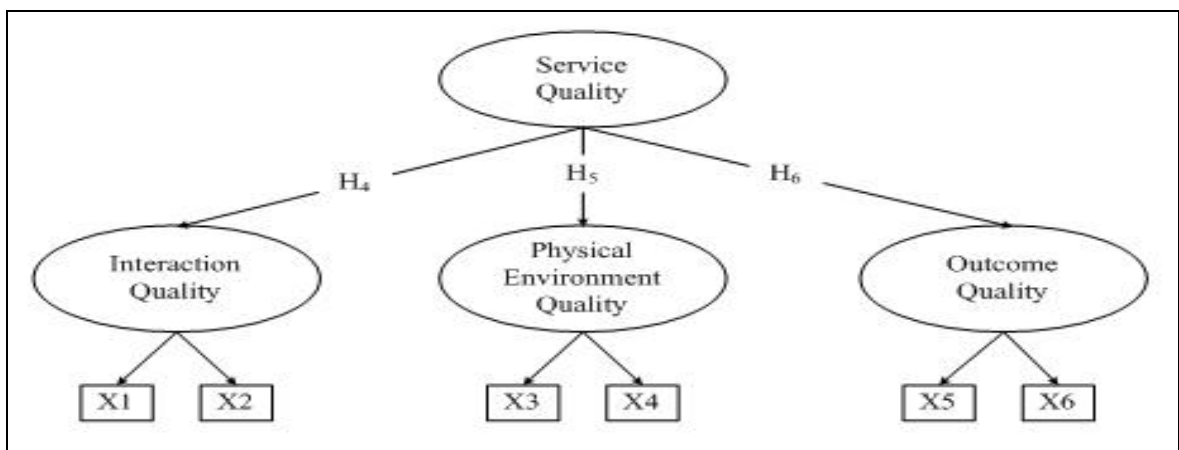 Service
Quality
H₄
H₅
H₆
Interaction
Quality
Physical
Environment
Quality
Outcome
Quality
X1
X2
X3
X4
X5
X6